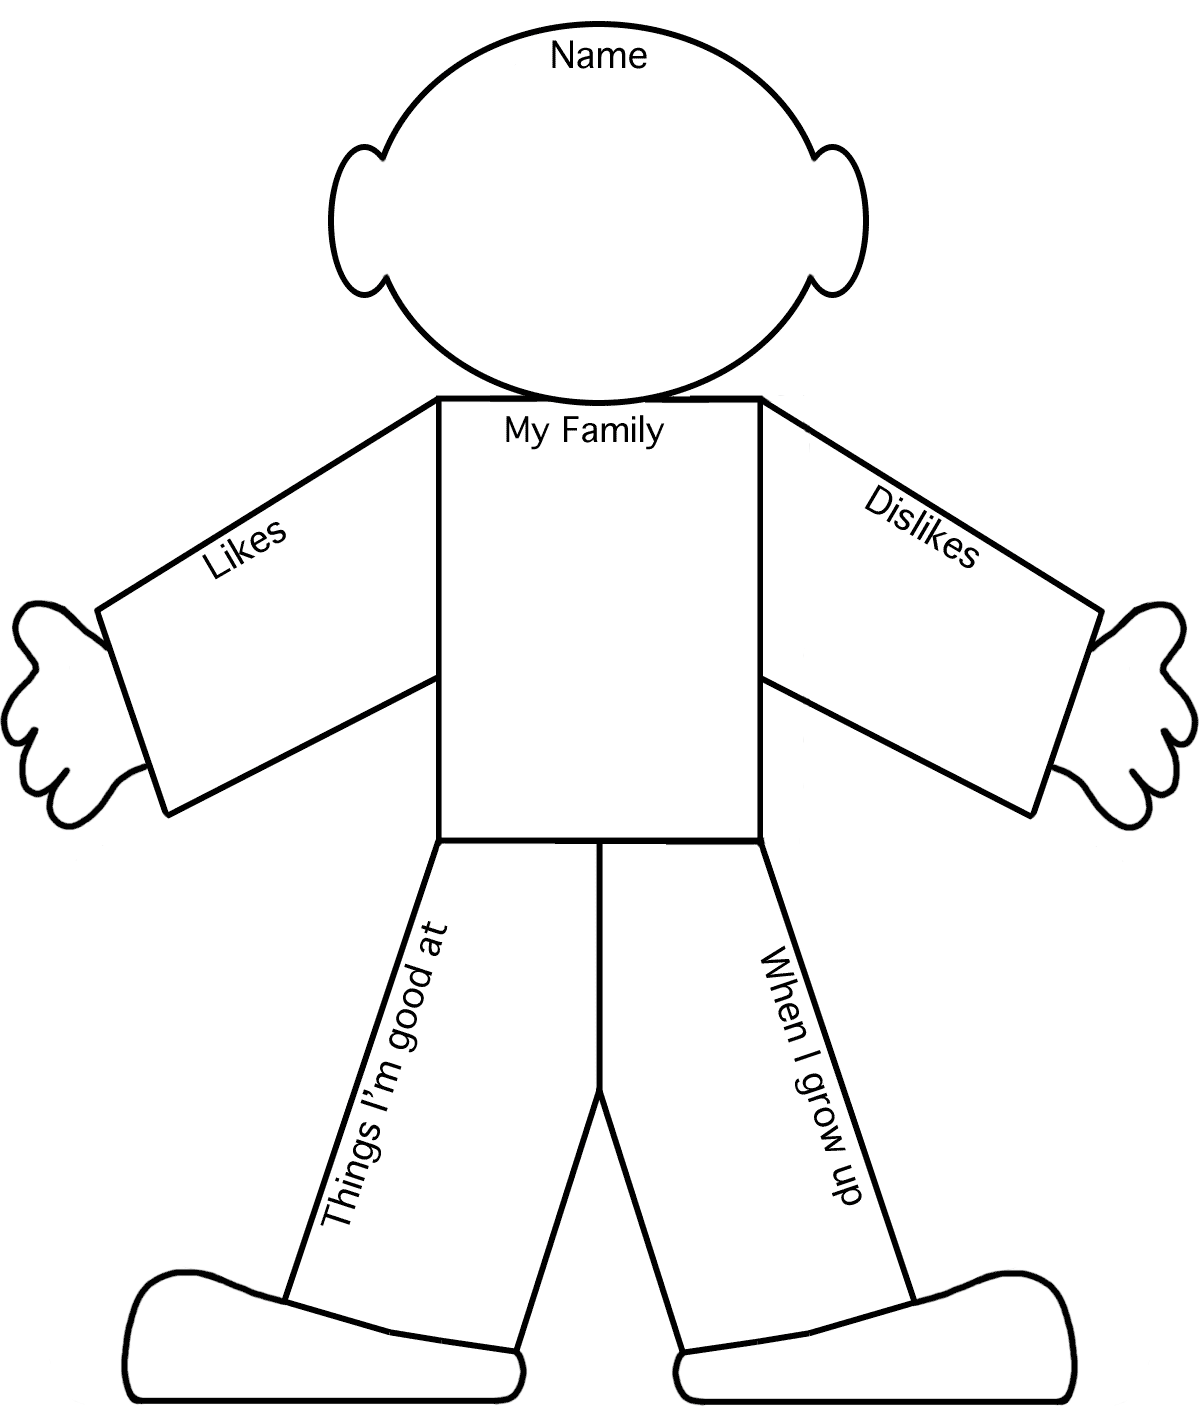 Name
My Family
Likes
Dislikes
Things I'm good at
When I grow up